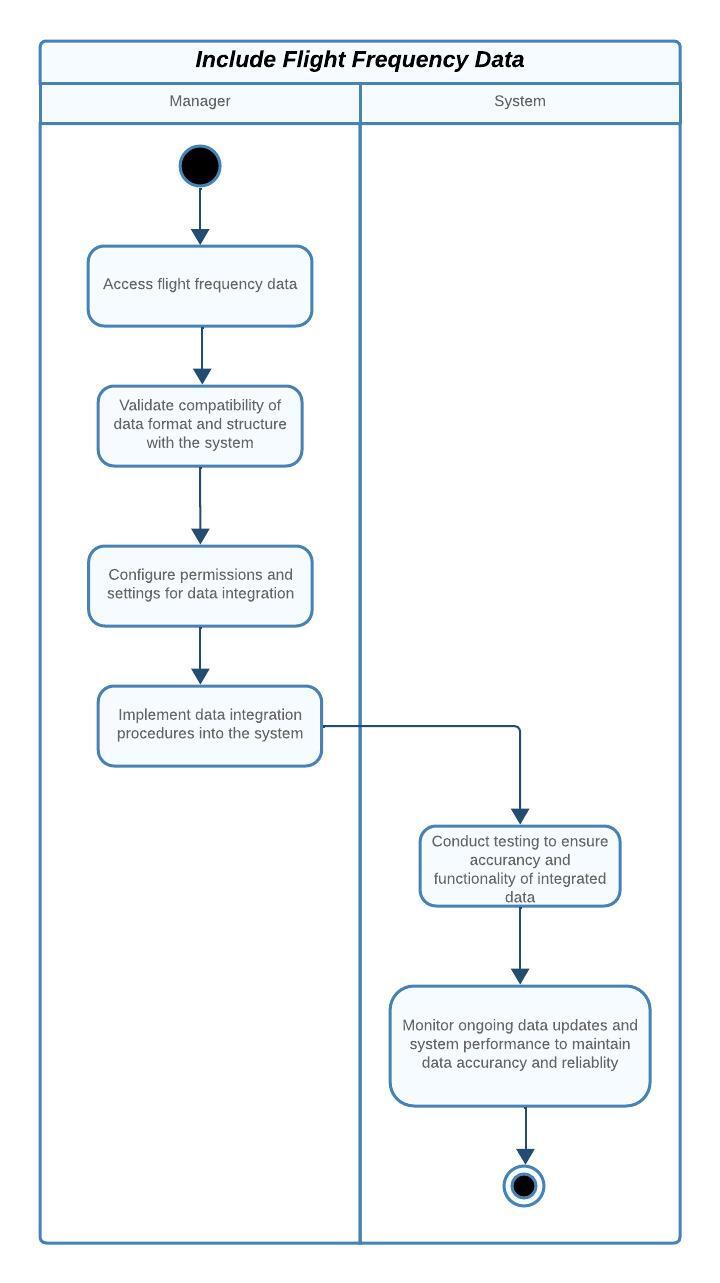 Include Flight Frequency Data
Manager
System
Access flight frequency data
Validate compatibility of
data format and structure
with the system
Configure permissions and
settings for data integration
Implement data integration
procedures into the system
Conduct testing to ensure
accurancy and
functionality of integrated
data
Monitor ongoing data updates and
system performance to maintain
data accurancy and reliablity